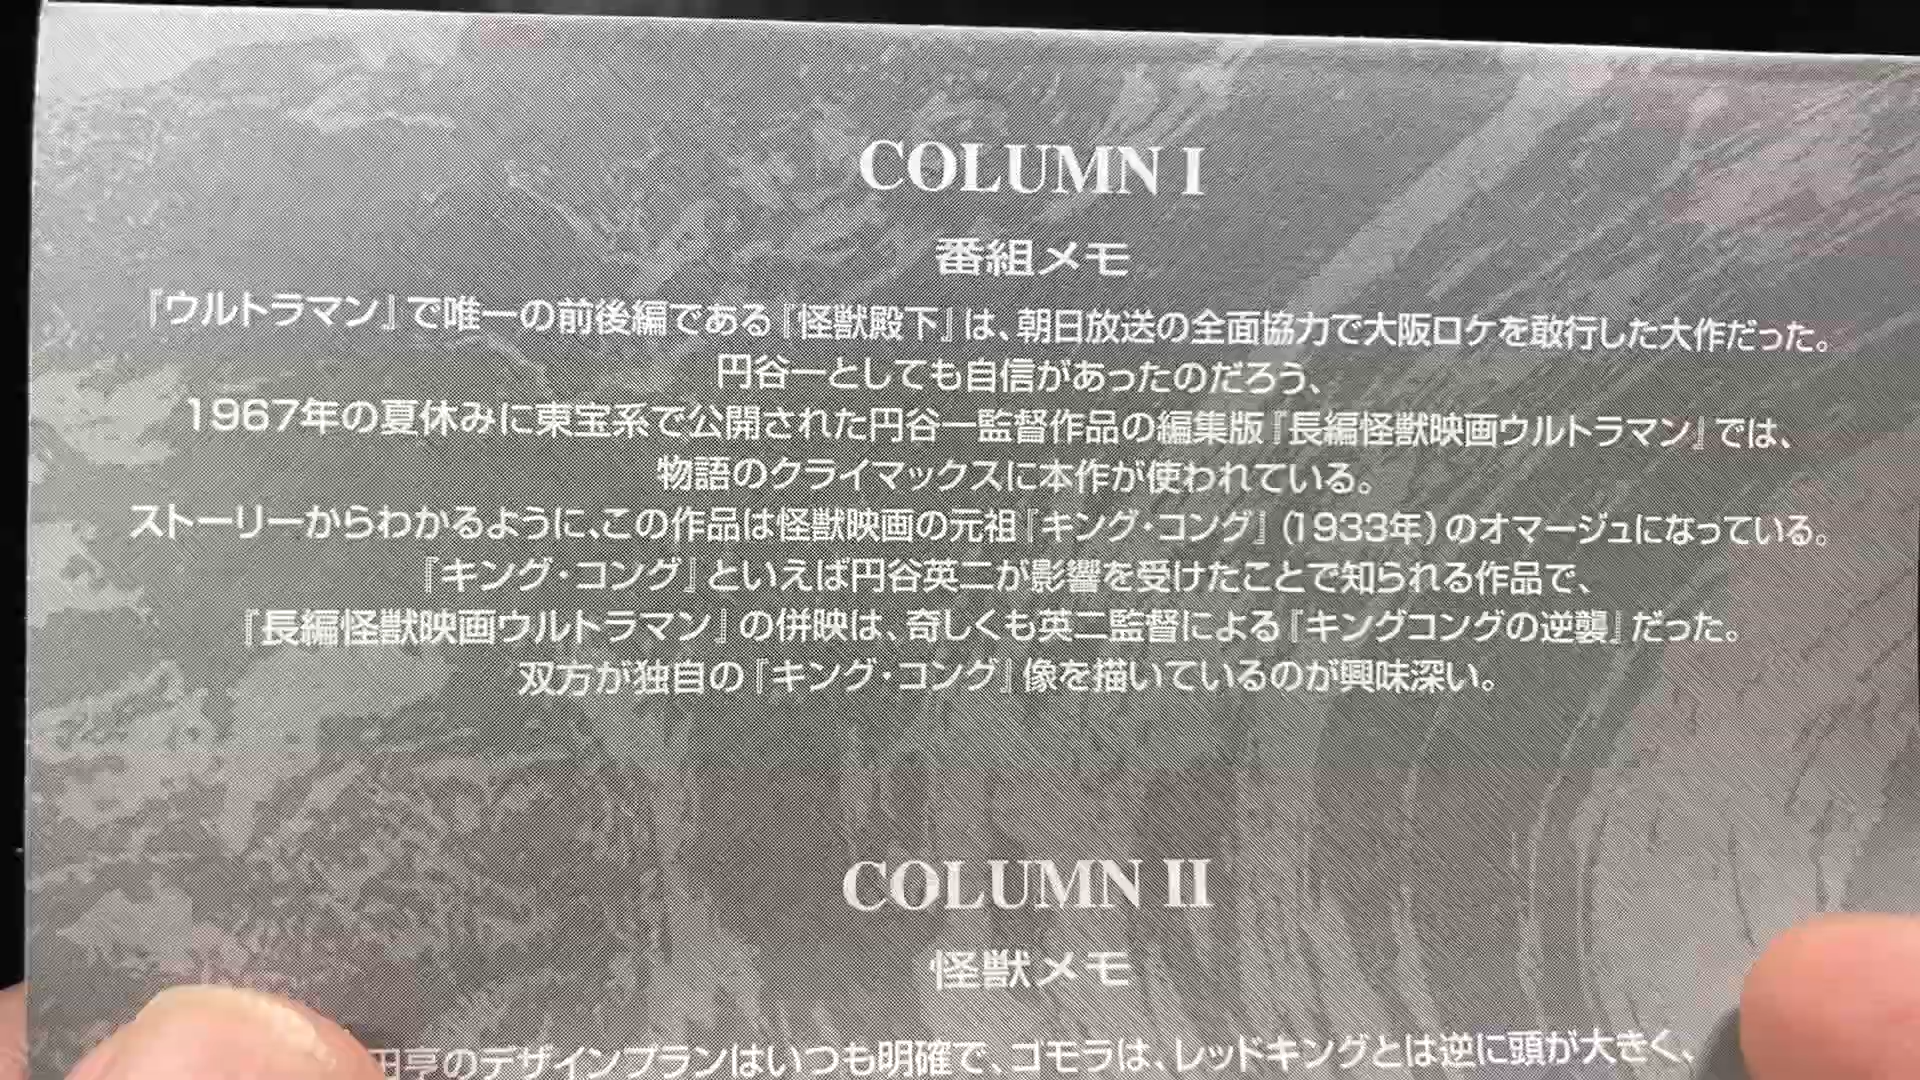 COLUMN I
番組メモ
『ウルトラマン』で唯一の前後編である『怪獣殿下』は、朝日放送の全面協力で大阪ロケを敢行した大作だった。
円谷一としても自信があったのだろう、
1967年の夏休みに東宝系で公開された円谷一監督作品の編集版『長編怪獣映画ウルトラマン』では、
物語のクライマックスに本作が使われている。
ストーリーからわかるように、この作品は怪獣映画の元祖『キング・コング』(1933年)のオマージュになっている。
『キング・コング』といえば円谷英二が影響を受けたことで知られる作品で、
『長編怪獣映画ウルトラマン』の併映は、奇しくも英二監督による『キングコングの逆襲』だった。
双方が独自の『キング・コング』像を描いているのが興味深い。
COLUMN II
怪獣メモ
田亨のデザインプランはいつも明確で、ゴモラは、レッドキングとは逆に頭が大きく、